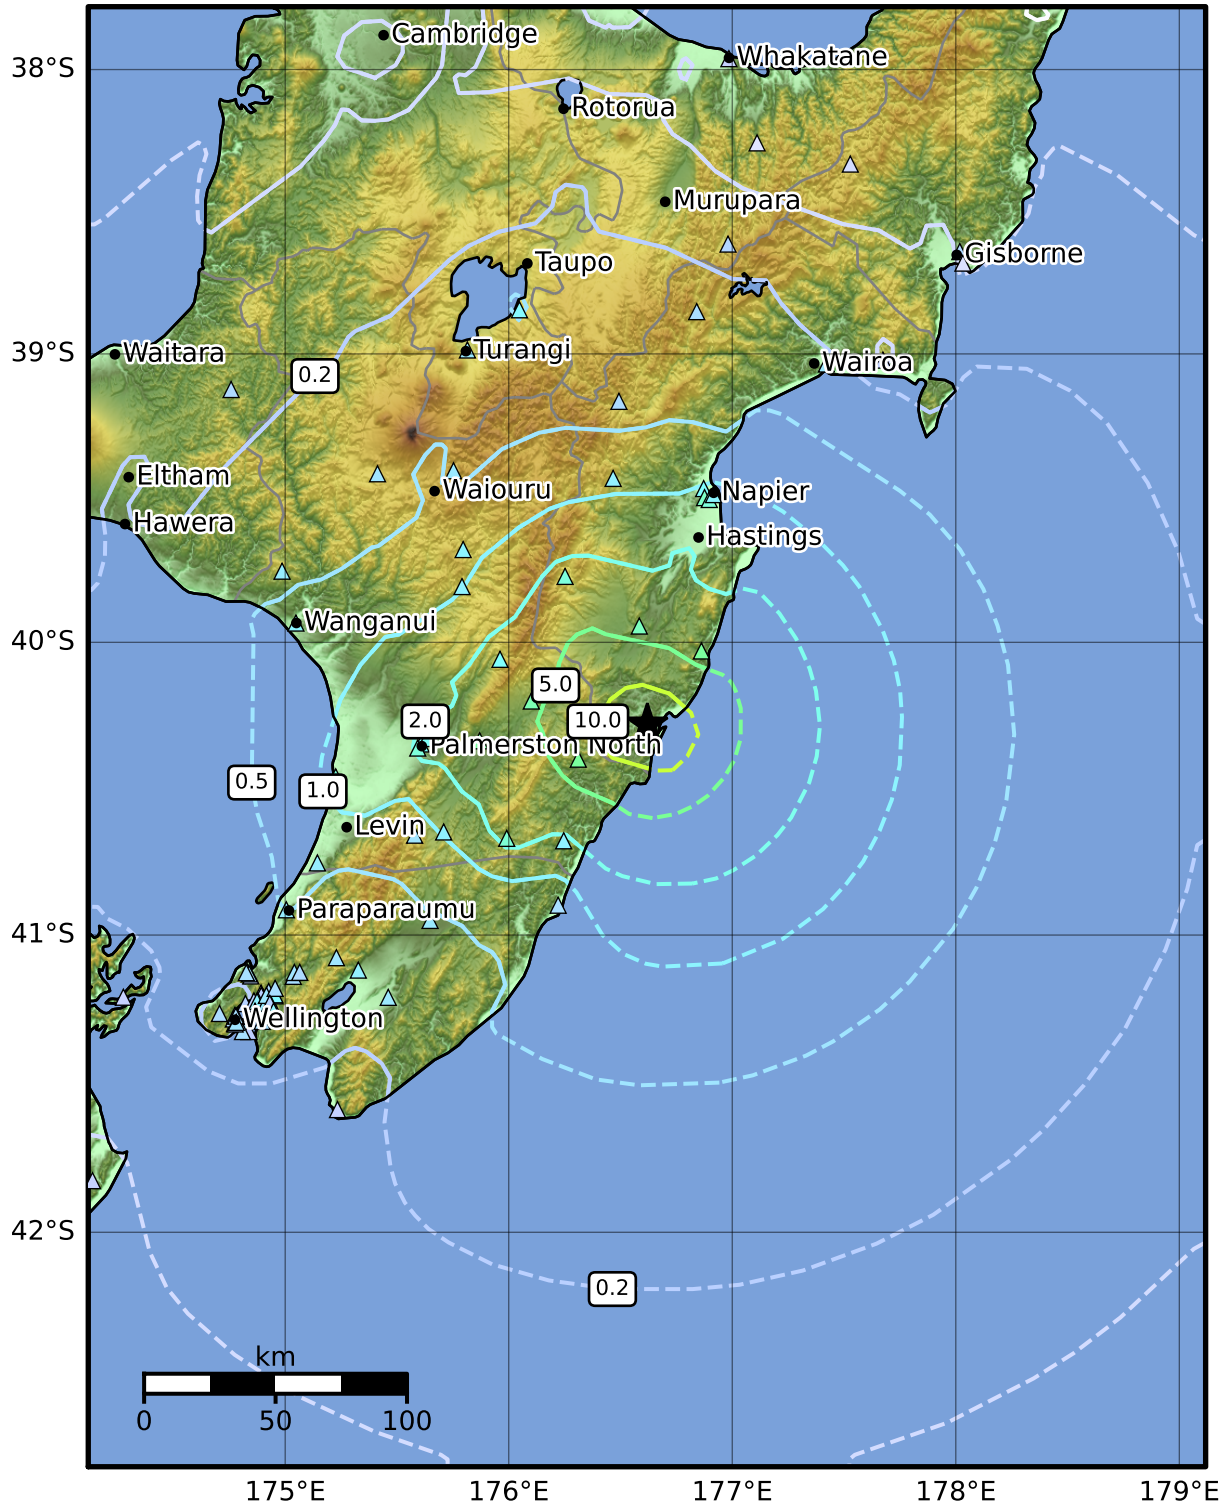 Cambridge
Whakatane
38°S
Rotorua
Murupara
Gisborne
Taupo
Turangi
39°S
Waitara
Wairoa
0.2
Eltham
Waiouru
Napier
Hawera
Hastings
Wanganui
40°S
5.0
2.0
10.0
Palmerston North
0.5
1.0
Levin
Paraparaumu
41°S
Wellington
42°S
0.2
km
0 50 100
175°E 176°E 177°E 178°E 179°E